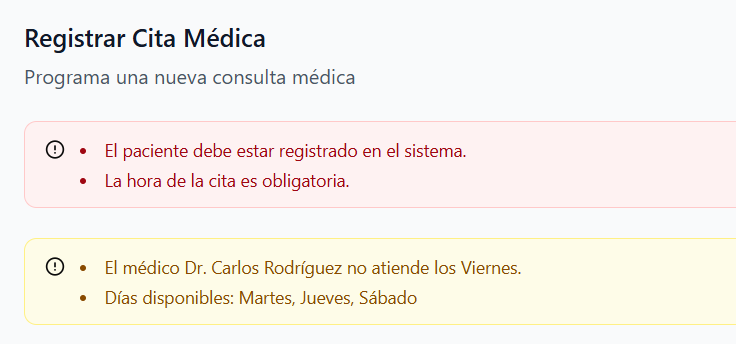 Registrar Cita Médica
Programa una nueva consulta médica
• El paciente debe estar registrado en el sistema.
• La hora de la cita es obligatoria.
• El médico Dr. Carlos Rodríguez no atiende los Viernes.
• Días disponibles: Martes, Jueves, Sábado